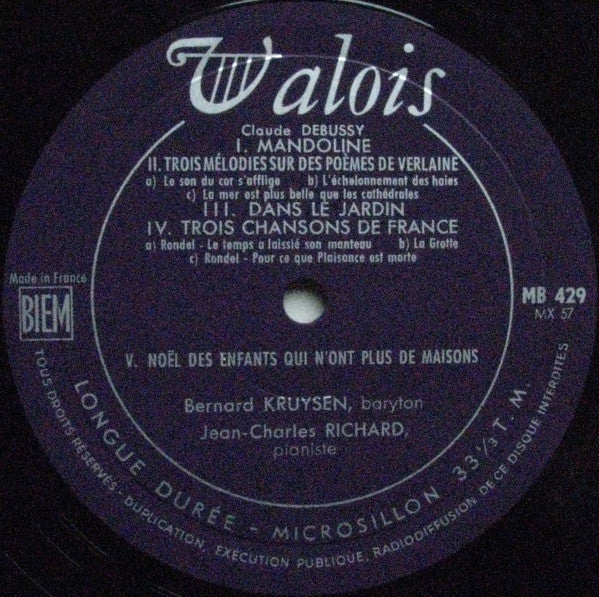 Valois
Claude DEBUSSY
I. MANDOLINE
II. TROIS MÉLODIES SUR DES POÈMES DE VERLAINE
a) Le son du cor s'afflige b) L'échelonnement des haies
c) La mer est plus belle que les cathédrales
III. DANS LE JARDIN
IV. TROIS CHANSONS DE FRANCE
a) Rondel - Le temps a laissié son manteau b) La Grotte
c) Rondel - Pour ce que Plaisance est morte
Made in France
BIEM
MB 429
MX 57
V. NOËL DES ENFANTS QUI N'ONT PLUS DE MAISONS
Bernard KRUYSEN, baryton
Jean-Charles RICHARD,
pianiste
LONGUE DURÉE - MICROSILLON 33 1/3 T. M.
TOUS DROITS RÉSERVÉS - DUPLICATION, EXÉCUTION PUBLIQUE, RADIODIFFUSION DE CE DISQUE INTERDITES